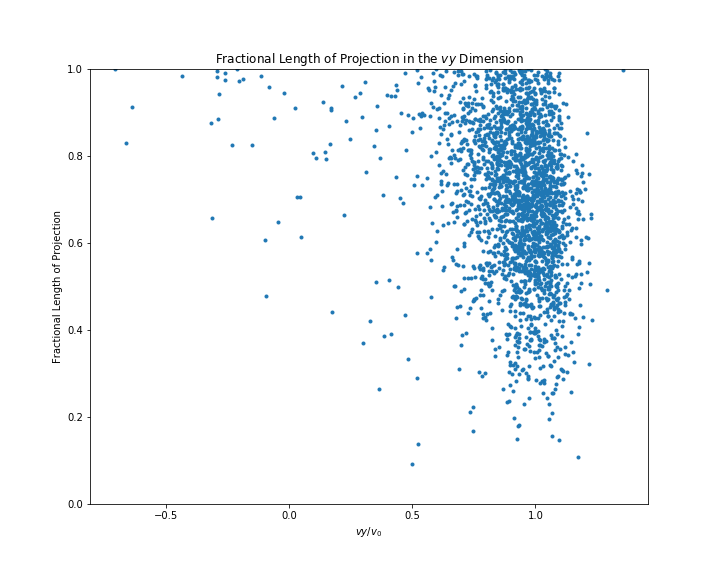 Fractional Length of Projection in the vy Dimension
1.0
0.8
0.6
0.4
0.2
0.0
Fractional Length of Projection
−0.5 0.0 0.5 1.0
vy/v₀